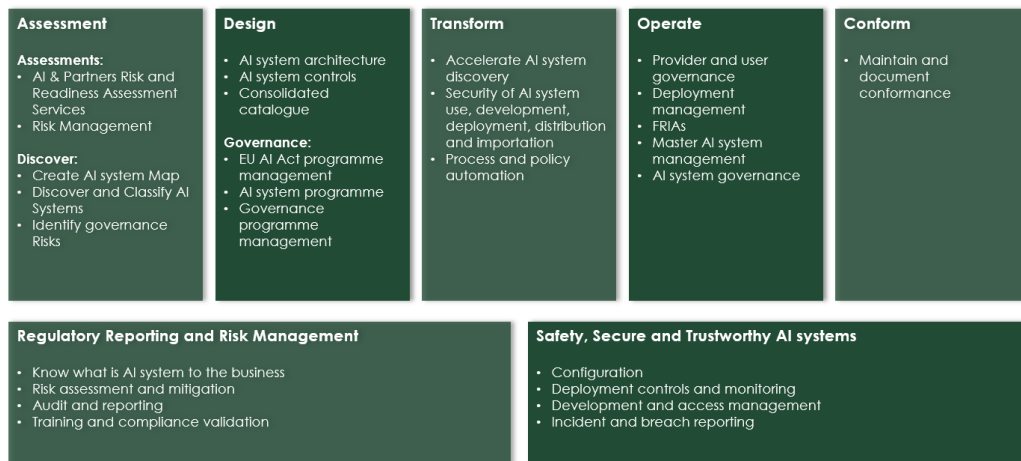 Assessment
Assessments:
• AI & Partners Risk and
Readiness Assessment
Services
• Risk Management
Discover:
• Create AI system Map
• Discover and Classify AI
Systems
• Identify governance
Risks
Design
• AI system architecture
• AI system controls
• Consolidated
catalogue
Governance:
• EU AI Act programme
management
• AI system programme
• Governance
programme
management
Transform
• Accelerate AI system
discovery
• Security of AI system
use, development,
deployment, distribution
and importation
• Process and policy
automation
Operate
• Provider and user
governance
• Deployment
management
• FRIAs
• Master AI system
management
• AI system governance
Conform
• Maintain and
document
conformance
Regulatory Reporting and Risk Management
• Know what is AI system to the business
• Risk assessment and mitigation
• Audit and reporting
• Training and compliance validation
Safety, Secure and Trustworthy AI systems
• Configuration
• Deployment controls and monitoring
• Development and access management
• Incident and breach reporting